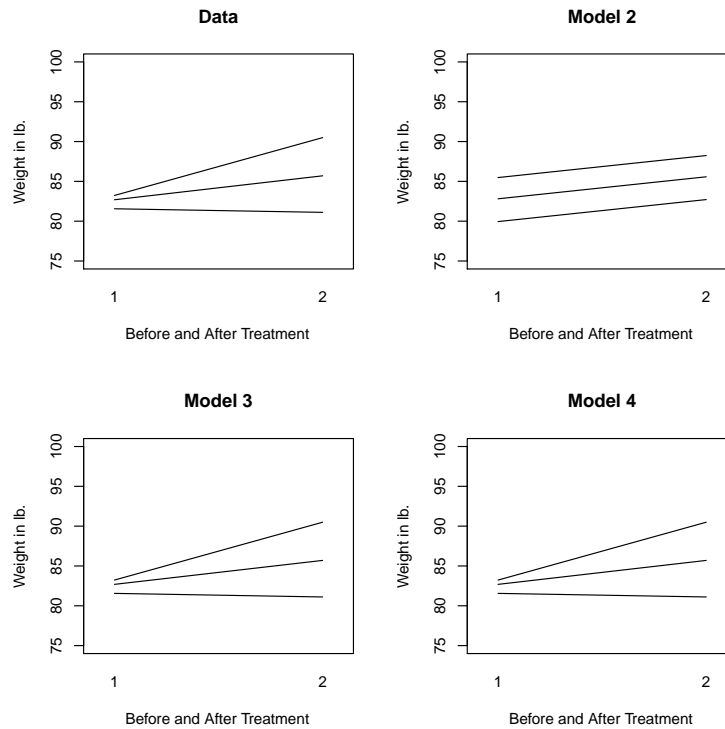 Data
Weight in lb.
100
95
90
85
80
75
1 2
Before and After Treatment
Model 2
Weight in lb.
100
95
90
85
80
75
1 2
Before and After Treatment
Model 3
Weight in lb.
100
95
90
85
80
75
1 2
Before and After Treatment
Model 4
Weight in lb.
100
95
90
85
80
75
1 2
Before and After Treatment